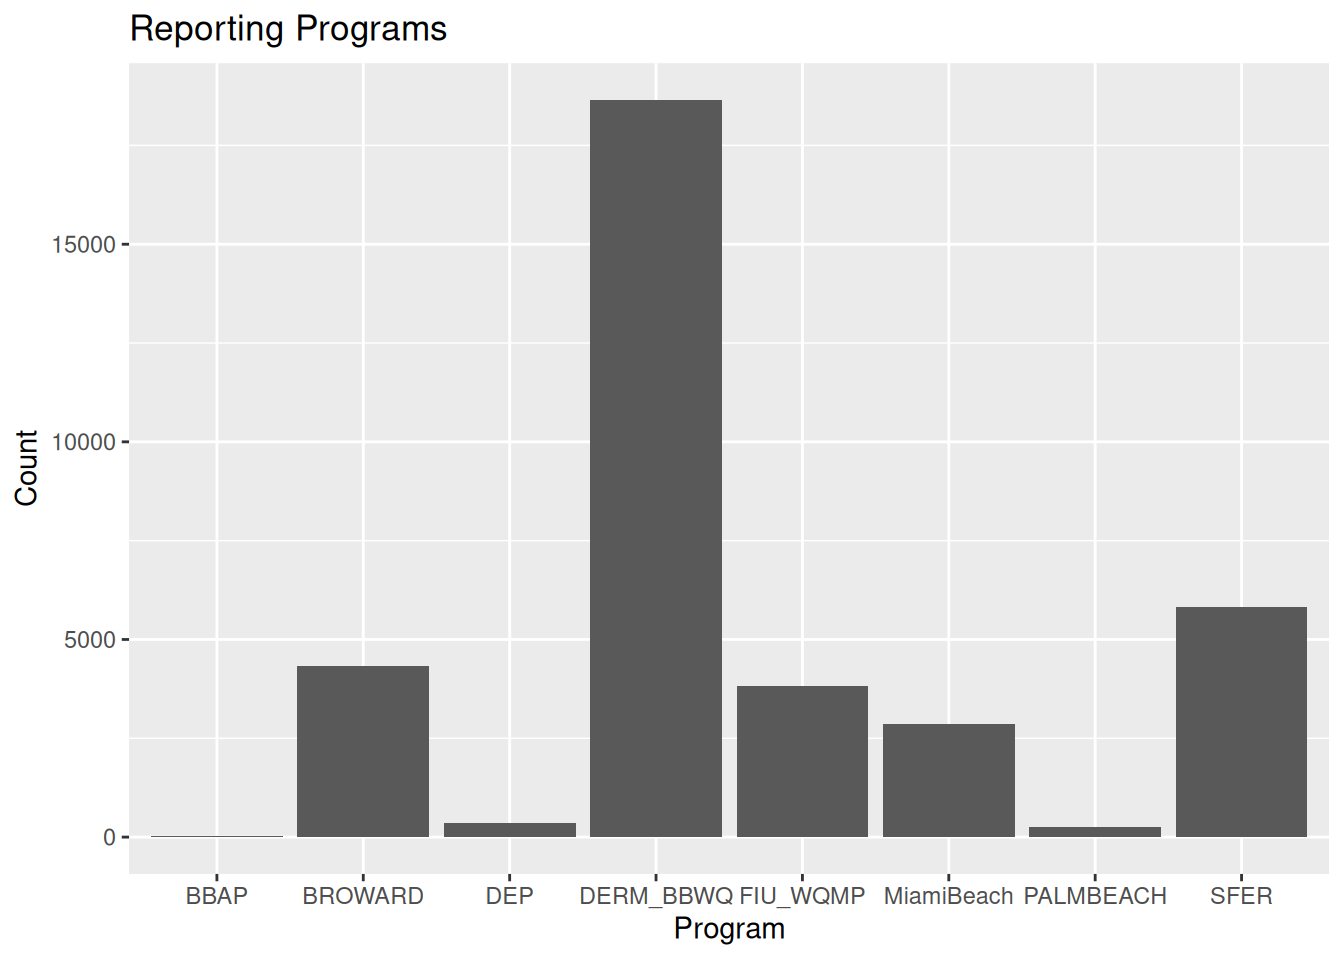 Reporting Programs
Count
15000
10000
5000
0
BBAP BROWARD DEP DERM_BBWQ FIU_WQMP MiamiBeach PALMBEACH SFER
Program